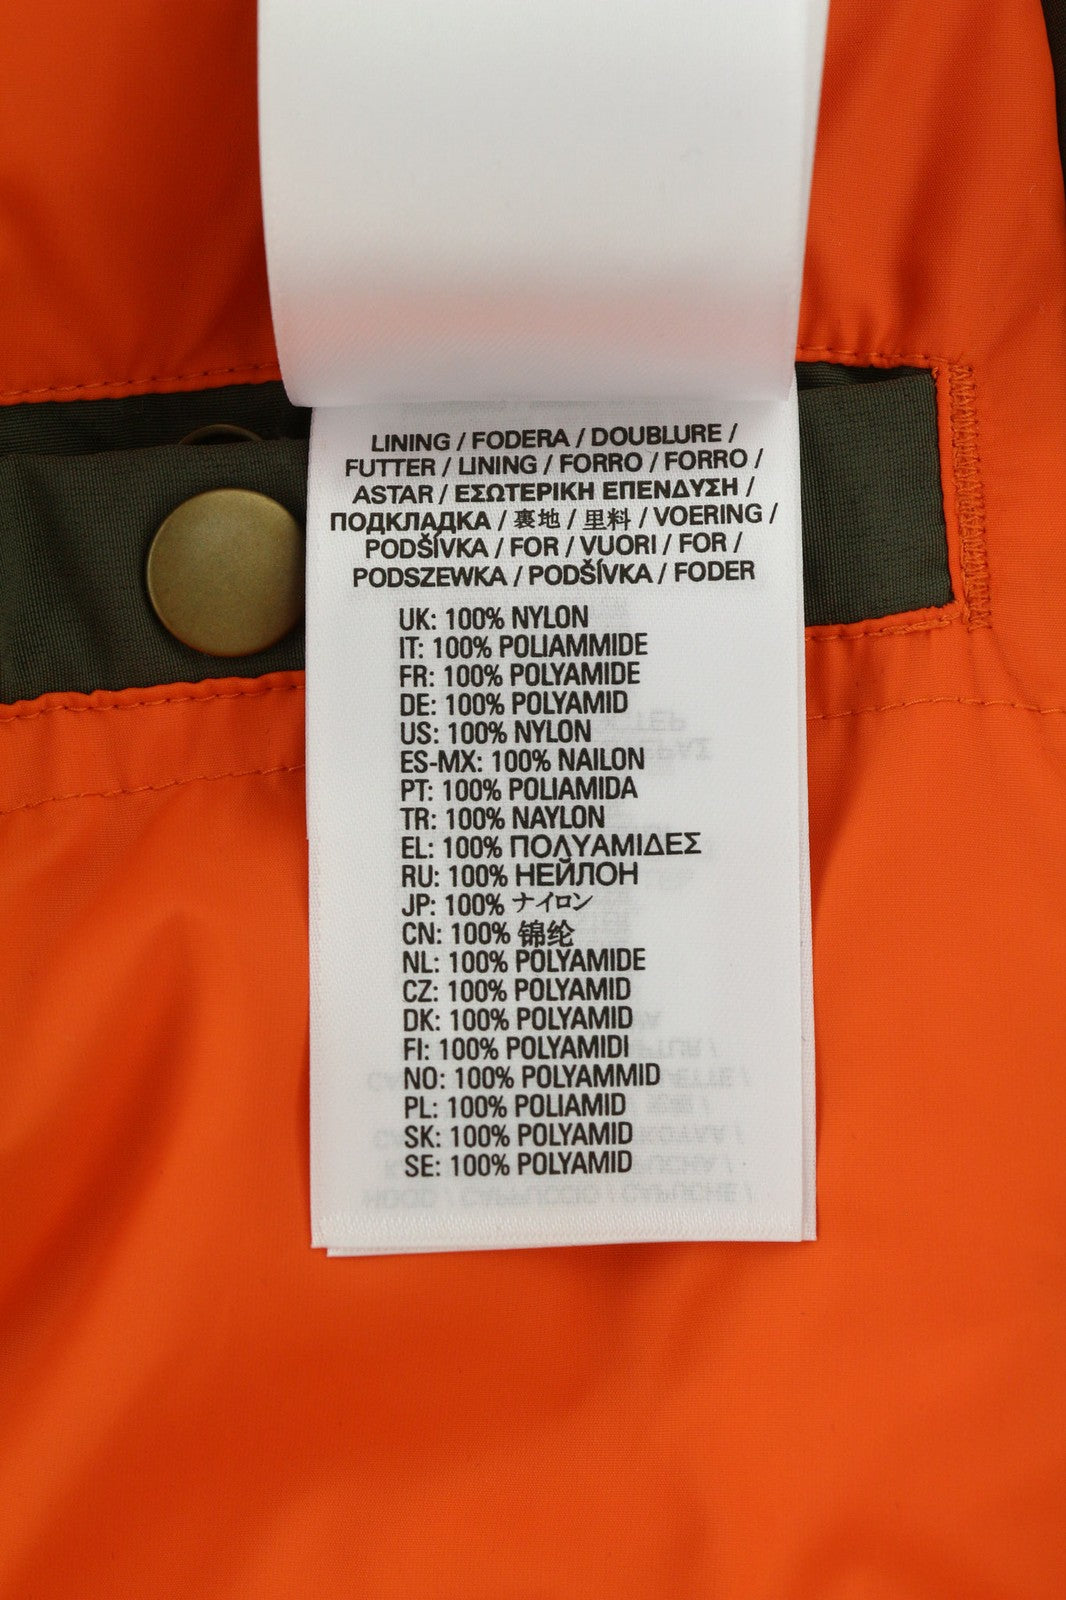 LINING / FODERA / DOUBLURE /
FUTTER / LINING / FORRO / FORRO /
ASTAR / ΕΣΩΤΕΡΙΚΗ ΕΠΕΝΔΥΣΗ /
ПОДКЛАДКА / 裏地 / 里料 / VOERING /
PODŠÍVKA / FOR / VUORI / FOR /
PODSZEWKA / PODŠÍVKA / FODER
UK: 100% NYLON
IT: 100% POLIAMMIDE
FR: 100% POLYAMIDE
DE: 100% POLYAMID
US: 100% NYLON
ES-MX: 100% NAILON
PT: 100% POLIAMIDA
TR: 100% NAYLON
EL: 100% ΠΟΛΥΑΜΙΔΕΣ
RU: 100% НЕЙЛОН
JP: 100% ナイロン
CN: 100% 锦纶
NL: 100% POLYAMIDE
CZ: 100% POLYAMID
DK: 100% POLYAMID
FI: 100% POLYAMIDI
NO: 100% POLYAMMID
PL: 100% POLIAMID
SK: 100% POLYAMID
SE: 100% POLYAMID
HOOD / CAPPUCCIO / CAPUCHE /